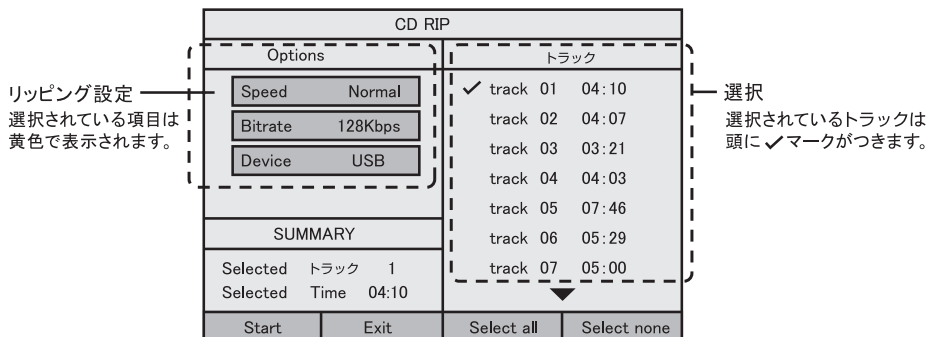 CD RIP
Options
Speed Normal
Bitrate 128Kbps
Device USB
SUMMARY
Selected トラック 1
Selected Time 04:10
トラック
✓ track 01 04:10
track 02 04:07
track 03 03:21
track 04 04:03
track 05 07:46
track 06 05:29
track 07 05:00
Start Exit Select all Select none
リッピング設定
選択されている項目は
黄色で表示されます。
選択
選択されているトラックは
頭に✓マークがつきます。